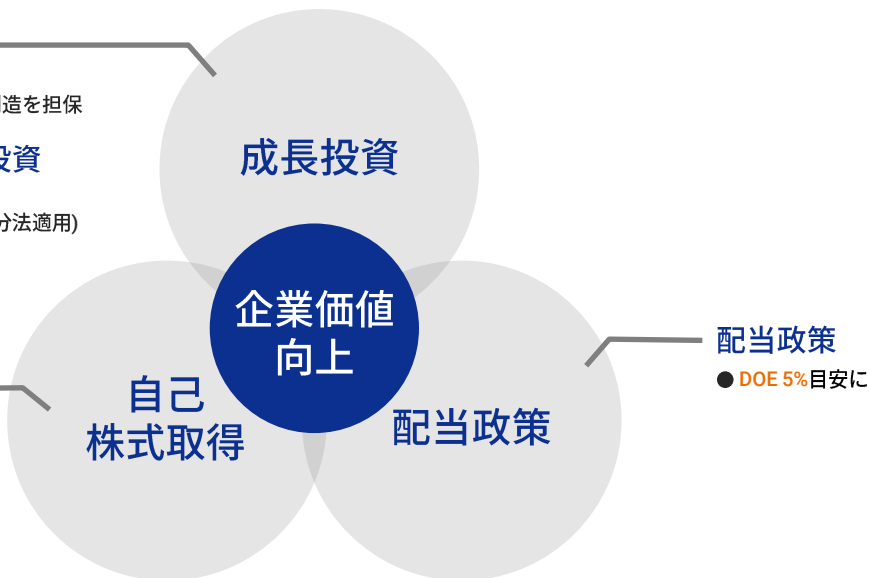 造を担保
投資
分法適用)
成長投資
企業価値
向上
自己
株式取得
配当政策
配当政策
● DOE 5%目安に